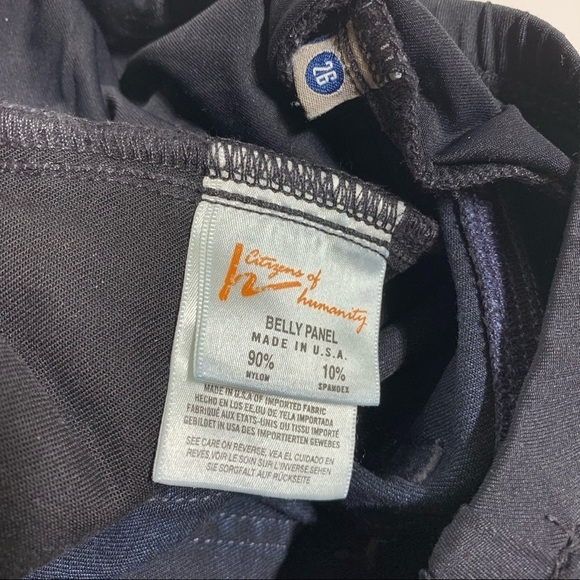 26
Citizens of
humanity
BELLY PANEL
MADE IN U.S.A.
90% 10%
NYLON SPANDEX
MADE IN U.S.A OF IMPORTED FABRIC
HECHO EN LOS EE.UU DE TELA IMPORTADA
FABRIQUÉ AUX ETATS-UNIS DU TISSU IMPORTÉ
GEBILDET IN USA DES IMPORTIERTEN GEWEBES
SEE CARE ON REVERSE, VEA EL CUIDADO EN
REVES, VOIR LE SOIN SUR L'INVERSE SEHEN
SIE SORGFALT AUF RÜCKSEITE